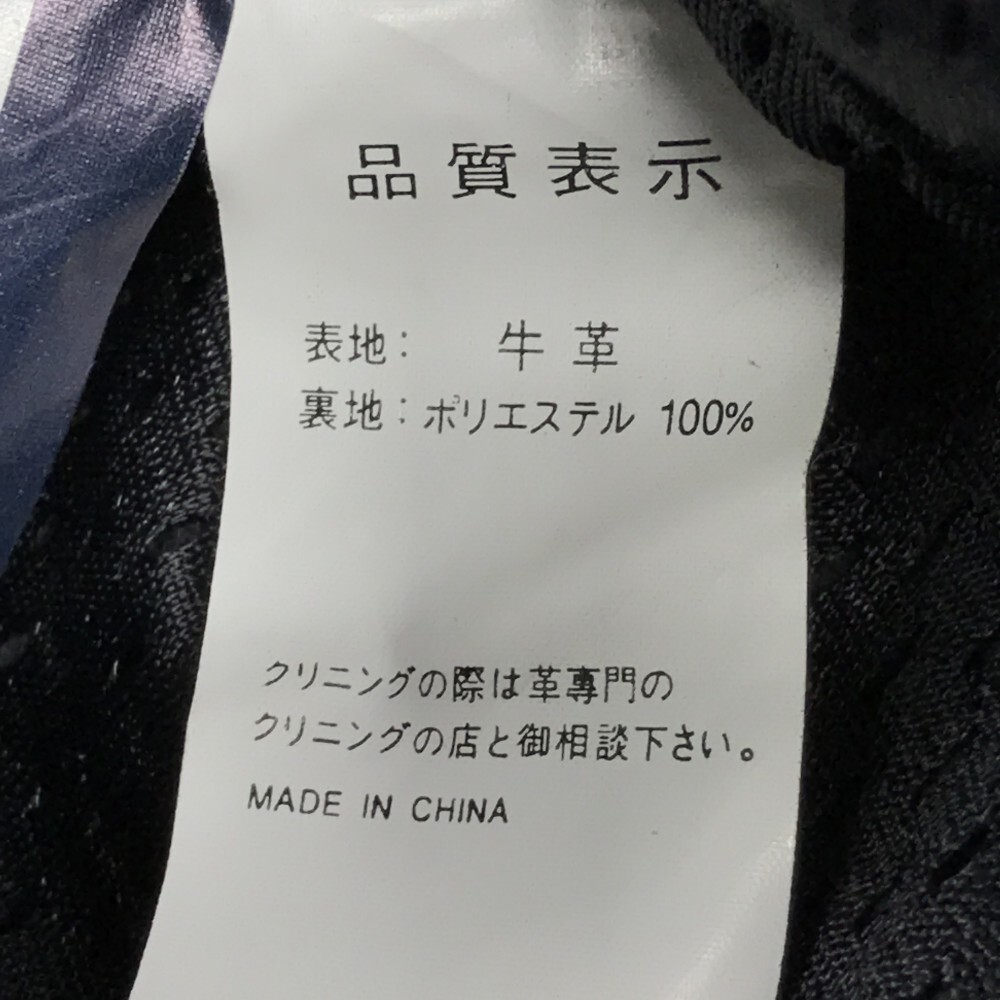 品質表示
表地： 牛革
裏地：ポリエステル 100%
クリニングの際は革専門の
クリニングの店と御相談下さい。
MADE IN CHINA